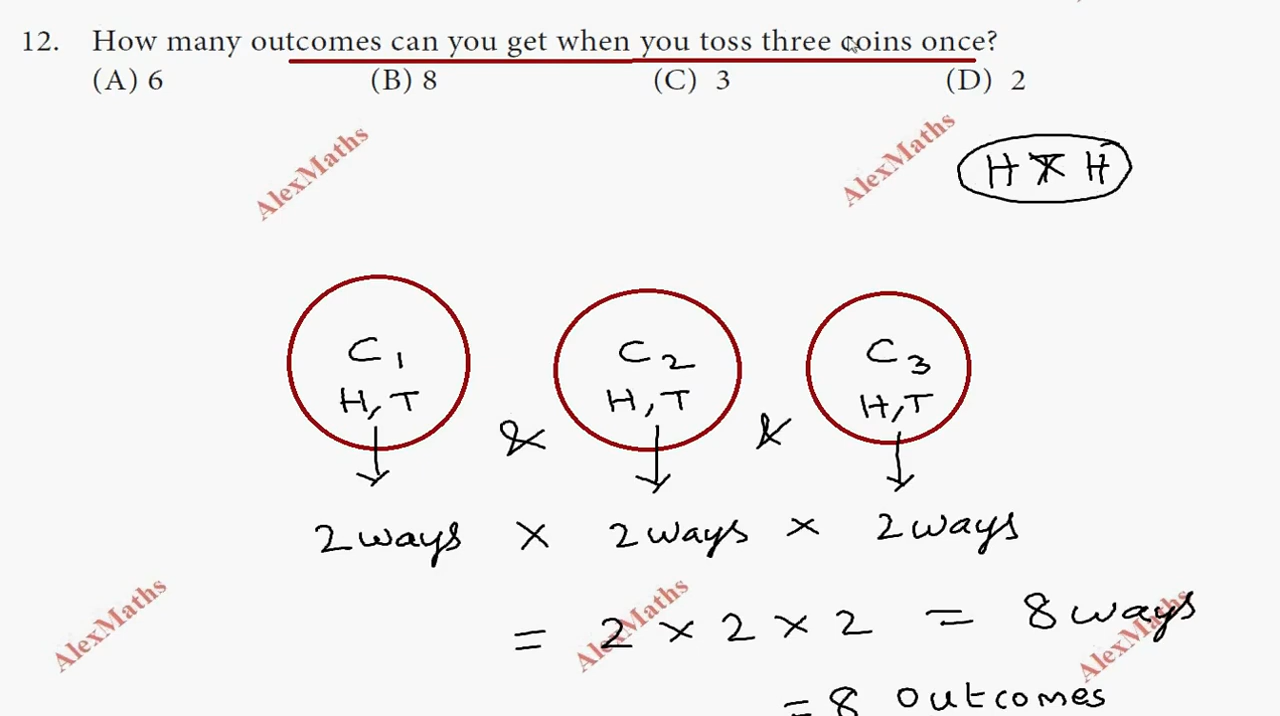 12. How many outcomes can you get when you toss three coins once?
(A) 6 (B) 8 (C) 3 (D) 2
AlexMaths AlexMaths
H T H
C1 C2 C3
H, T H, T H, T
& &
2 ways × 2 ways × 2 ways
= 2 × 2 × 2 = 8 ways
AlexMaths AlexMaths AlexMaths
= 8 outcomes